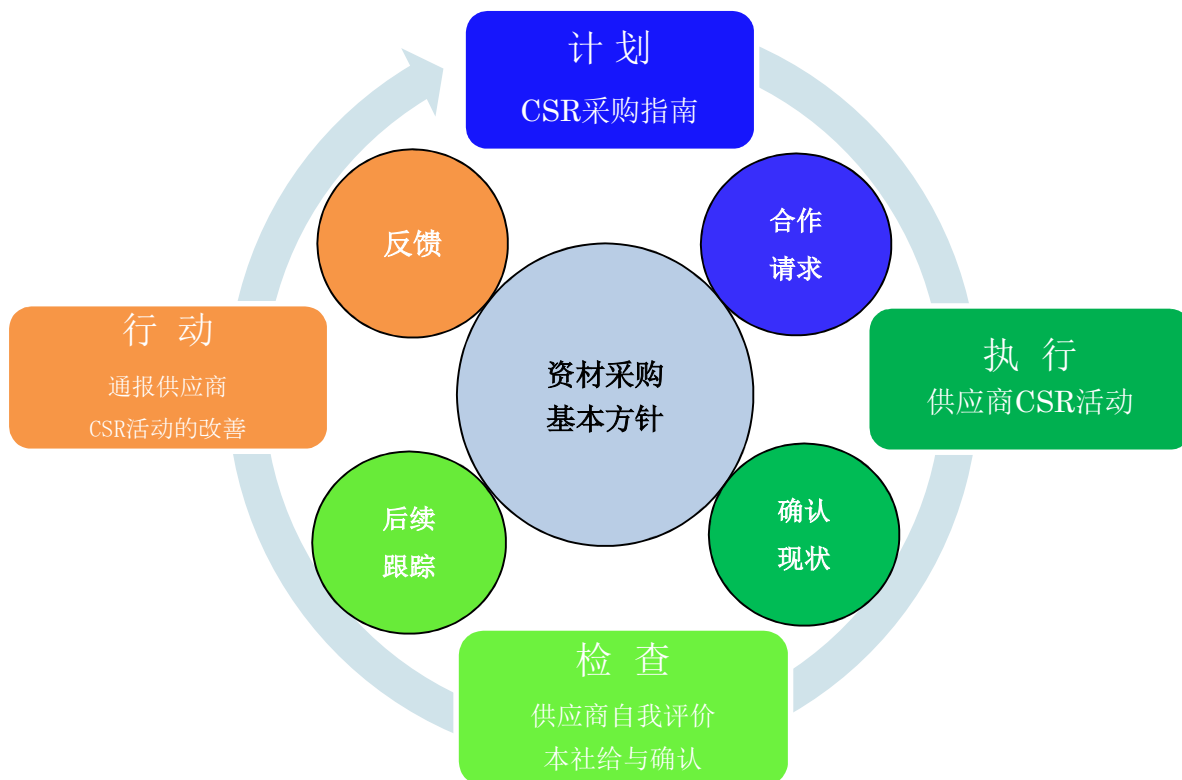 计 划
CSR采购指南
反馈
合作
请求
行 动
通报供应商
CSR活动的改善
资材采购
基本方针
执 行
供应商CSR活动
后续
跟踪
确认
现状
检 查
供应商自我评价
本社给与确认